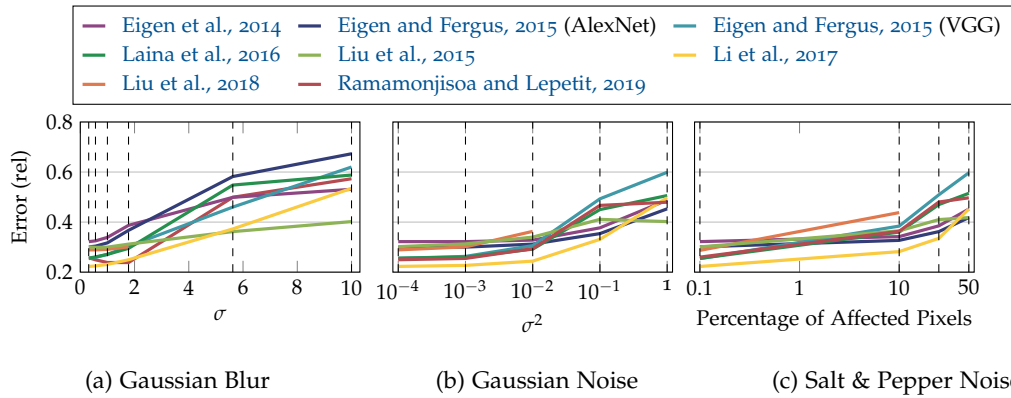 Eigen et al., 2014 Eigen and Fergus, 2015 (AlexNet) Eigen and Fergus, 2015 (VGG)
Laina et al., 2016 Liu et al., 2015 Li et al., 2017
Liu et al., 2018 Ramamonjisoa and Lepetit, 2019
0.8
0.6
0.4
0.2
Error (rel)
0 2 4 6 8 10
σ
10⁻⁴ 10⁻³ 10⁻² 10⁻¹ 1
σ²
0.1 1 10 50
Percentage of Affected Pixels
(a) Gaussian Blur (b) Gaussian Noise (c) Salt & Pepper Noise